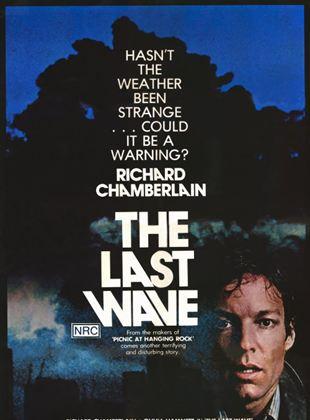 HASN'T
THE
WEATHER
BEEN
STRANGE
. . . COULD
IT BE A
WARNING?
RICHARD
CHAMBERLAIN
THE
LAST
WAVE
NRC
From the makers of
'PICNIC AT HANGING ROCK'
comes another terrifying
and disturbing story.